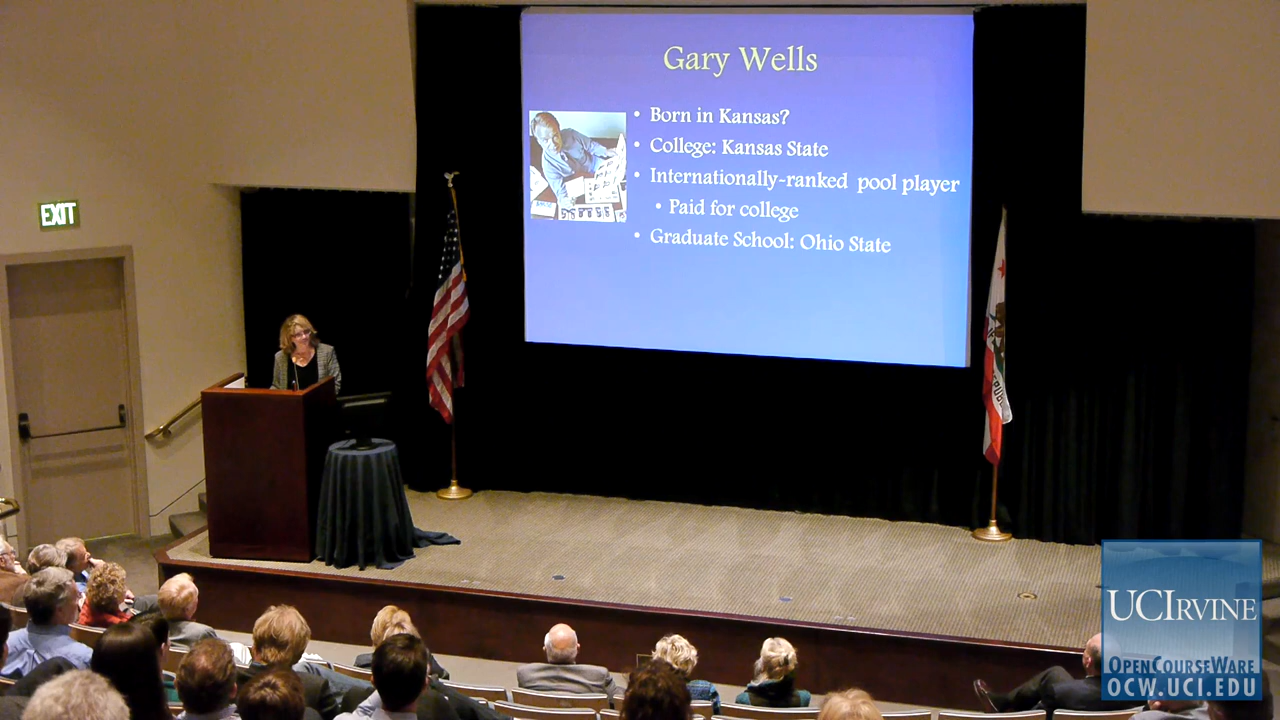 Gary Wells
• Born in Kansas?
• College: Kansas State
• Internationally-ranked pool player
• Paid for college
• Graduate School: Ohio State
EXIT
UCIRVINE
OPENCOURSEWARE
OCW.UCI.EDU